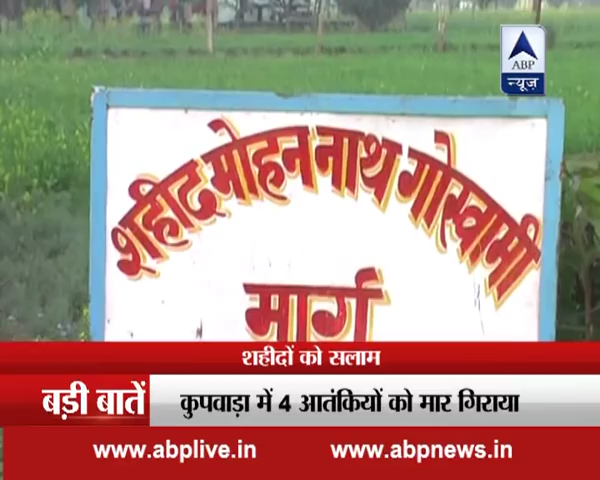 ABP
न्यूज़
शहीद मोहन नाथ गोस्वामी
मार्ग
शहीदों को सलाम
बड़ी बातें
कुपवाड़ा में 4 आतंकियों को मार गिराया
www.abplive.in www.abpnews.in